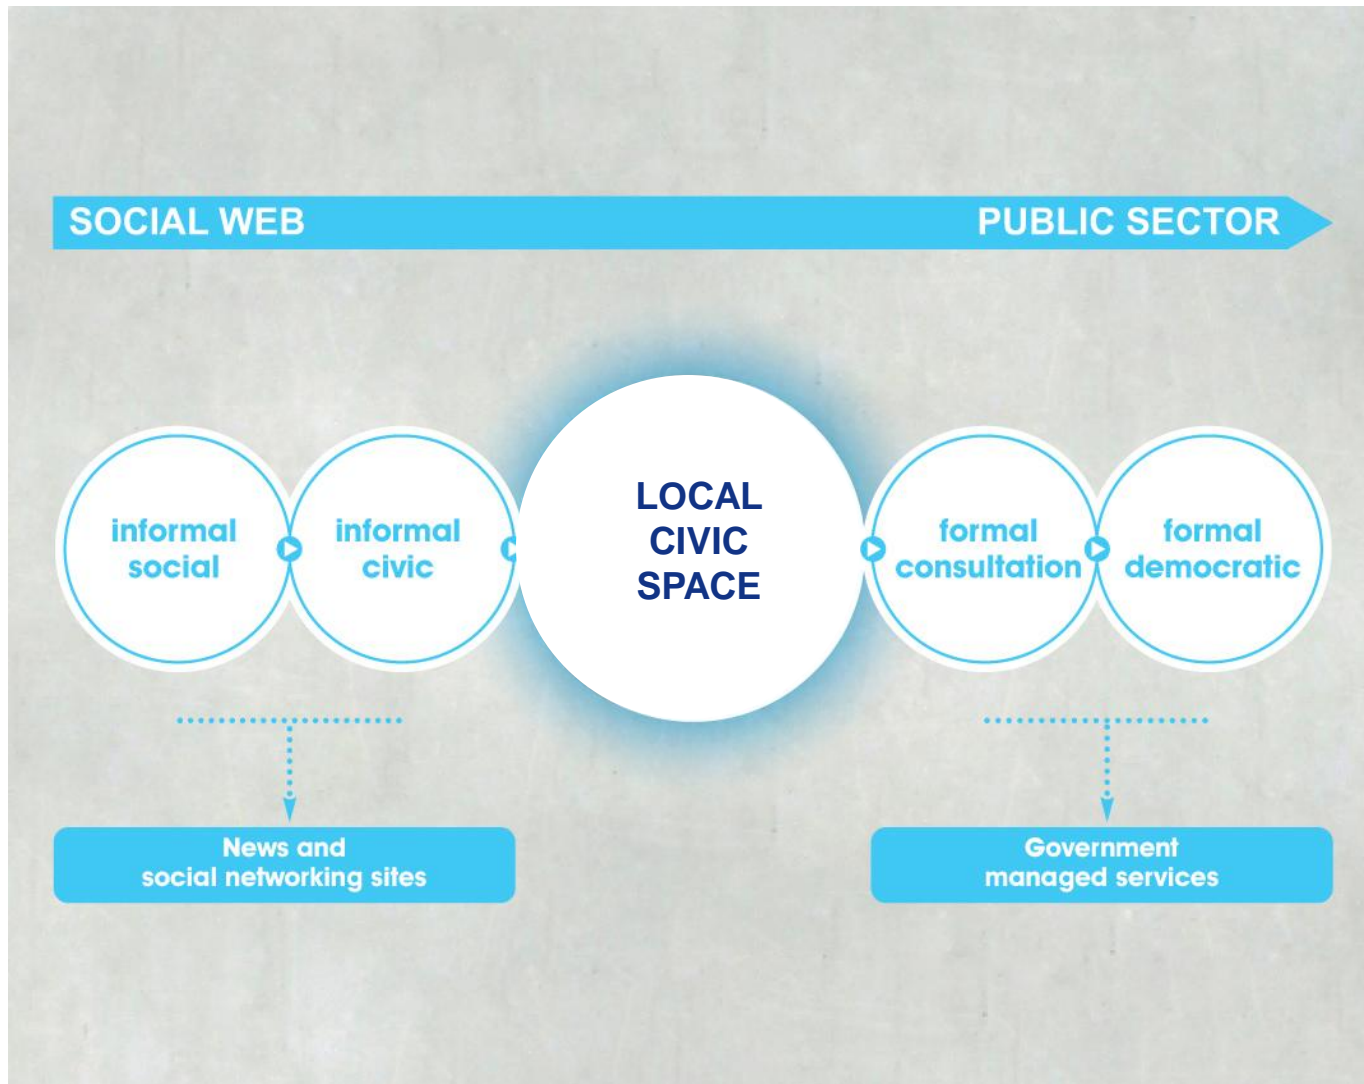 SOCIAL WEB
PUBLIC SECTOR
informal
social
informal
civic
LOCAL
CIVIC
SPACE
formal
consultation
formal
democratic
News and
social networking sites
Government
managed services